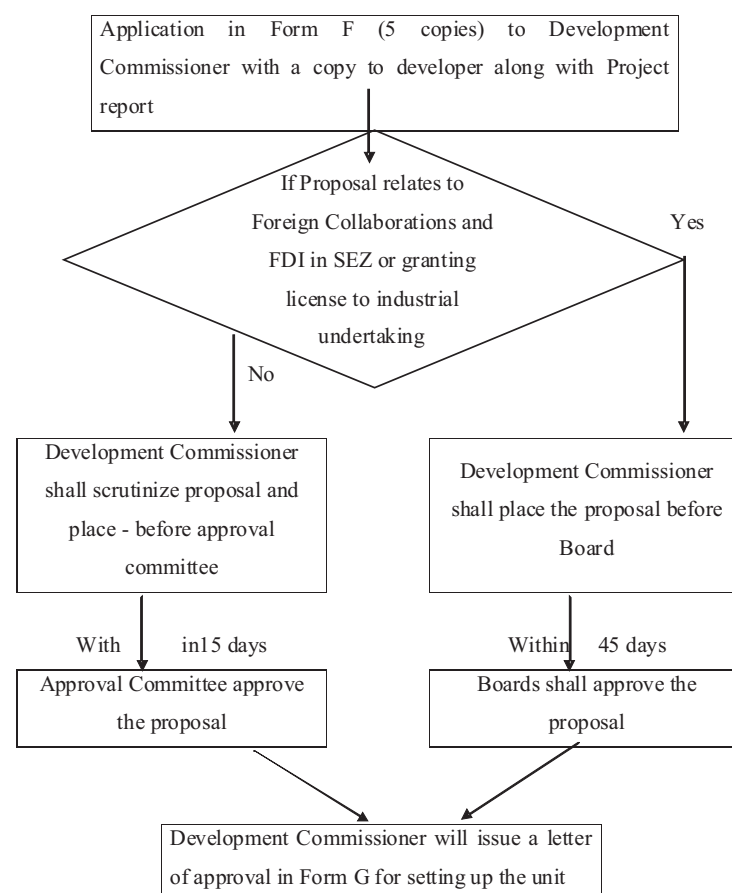 Application in Form F (5 copies) to Development
Commissioner with a copy to developer along with Project
report
If Proposal relates to
Foreign Collaborations and
FDI in SEZ or granting
license to industrial
undertaking
Yes
No
Development Commissioner
shall scrutinize proposal and
place - before approval
committee
Development Commissioner
shall place the proposal before
Board
With in15 days
Within 45 days
Approval Committee approve
the proposal
Boards shall approve the
proposal
Development Commissioner will issue a letter
of approval in Form G for setting up the unit